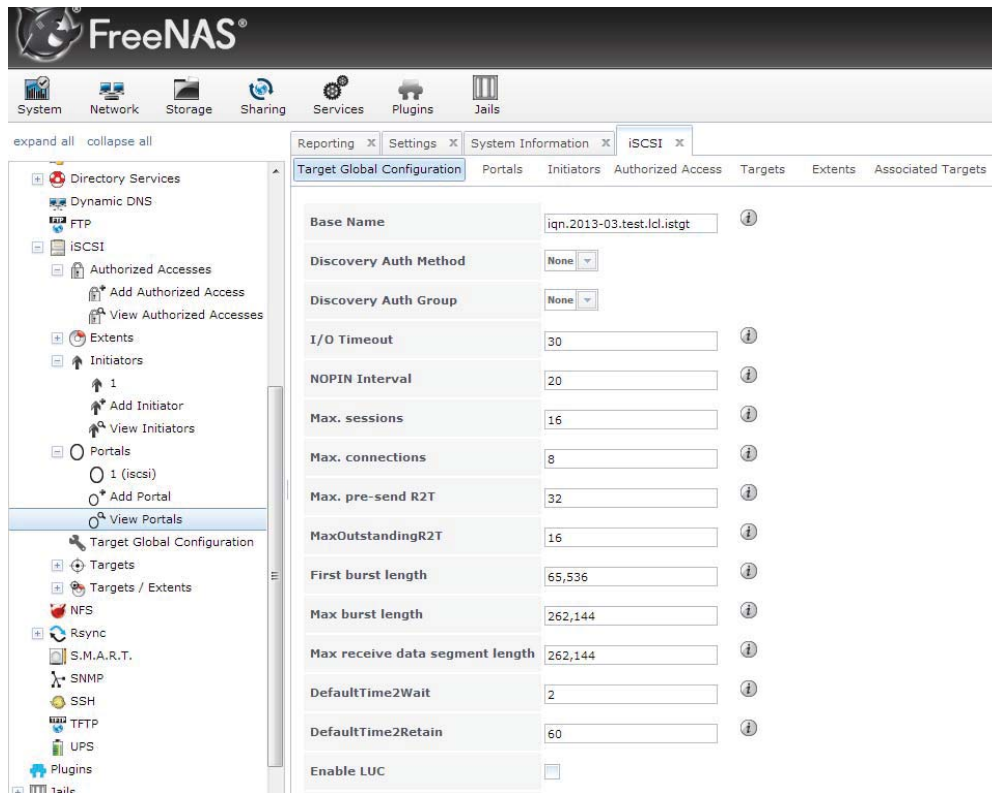 FreeNAS®
System Network Storage Sharing Services Plugins Jails
expand all collapse all
Directory Services
Dynamic DNS
FTP
iSCSI
Authorized Accesses
Add Authorized Access
View Authorized Accesses
Extents
Initiators
1
Add Initiator
View Initiators
Portals
1 (iscsi)
Add Portal
View Portals
Target Global Configuration
Targets
Targets / Extents
NFS
Rsync
S.M.A.R.T.
SNMP
SSH
TFTP
UPS
Plugins
Jails
Reporting X Settings X System Information X iSCSI X
Target Global Configuration Portals Initiators Authorized Access Targets Extents Associated Targets
Base Name iqn.2013-03.test.lcl.istgt
Discovery Auth Method None
Discovery Auth Group None
I/O Timeout 30
NOPIN Interval 20
Max. sessions 16
Max. connections 8
Max. pre-send R2T 32
MaxOutstandingR2T 16
First burst length 65,536
Max burst length 262,144
Max receive data segment length 262,144
DefaultTime2Wait 2
DefaultTime2Retain 60
Enable LUC